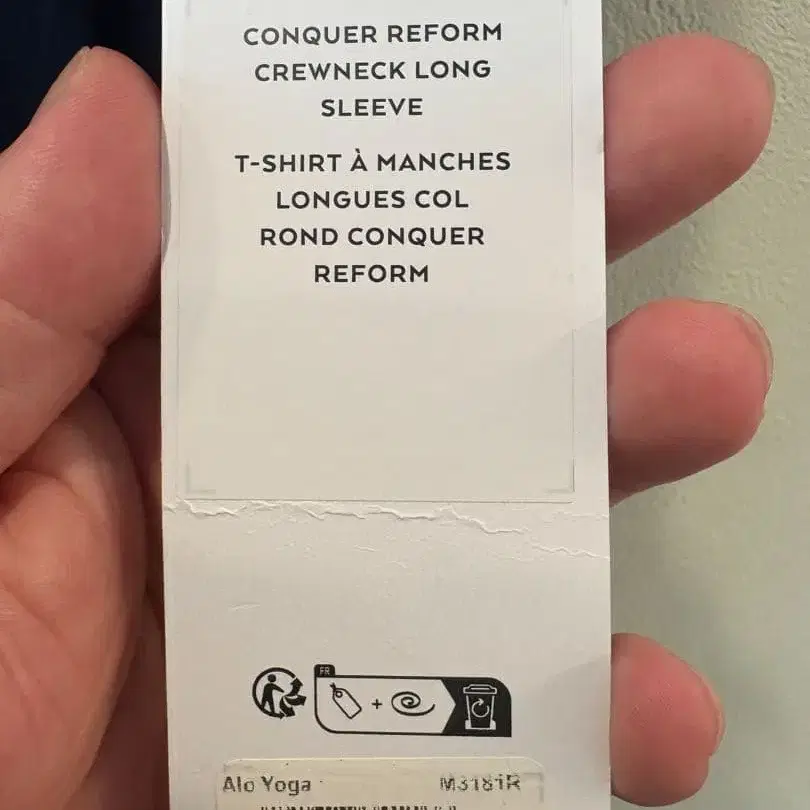 CONQUER REFORM
CREWNECK LONG
SLEEVE
T-SHIRT À MANCHES
LONGUES COL
ROND CONQUER
REFORM
FR
+
Alo Yoga M3181R